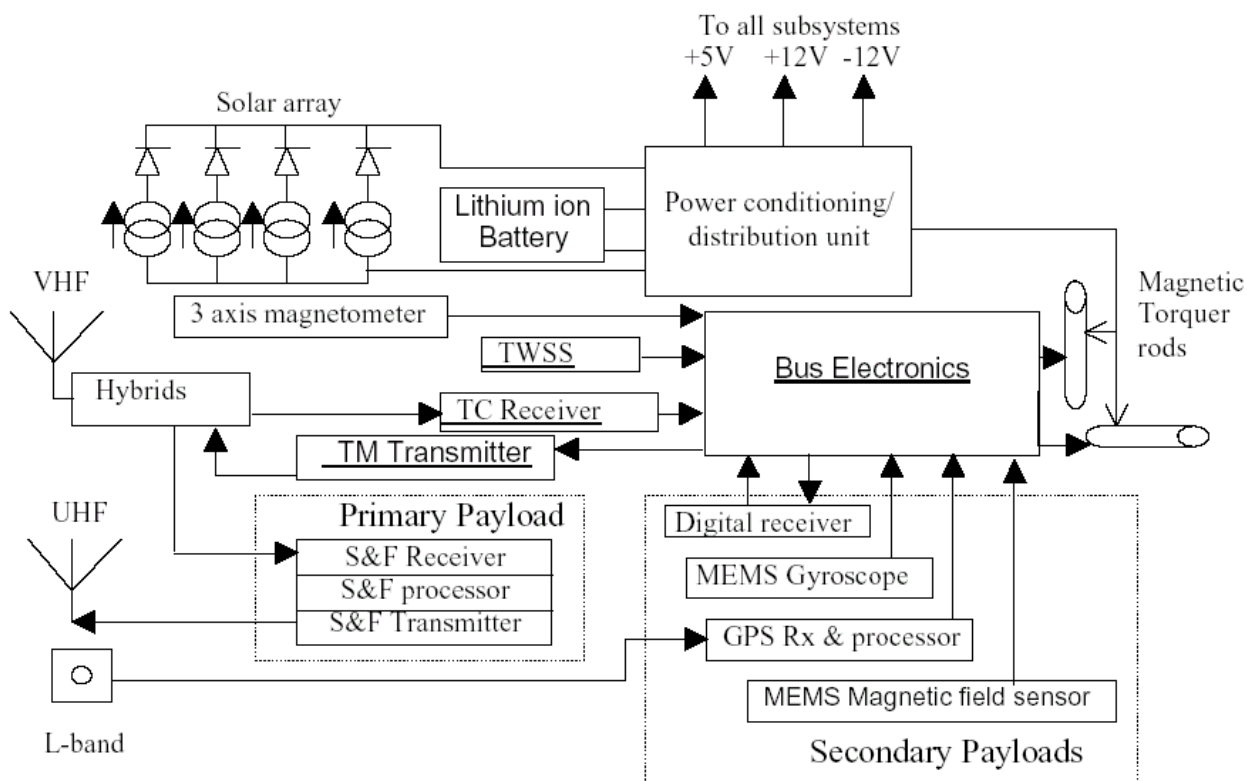 To all subsystems
+5V +12V -12V
Solar array
Lithium ion
Battery
Power conditioning/
distribution unit
VHF
3 axis magnetometer
Magnetic
Torquer
rods
TWSS
Bus Electronics
Hybrids
TC Receiver
TM Transmitter
UHF
Primary Payload
S&F Receiver
S&F processor
S&F Transmitter
Digital receiver
MEMS Gyroscope
GPS Rx & processor
MEMS Magnetic field sensor
L-band
Secondary Payloads